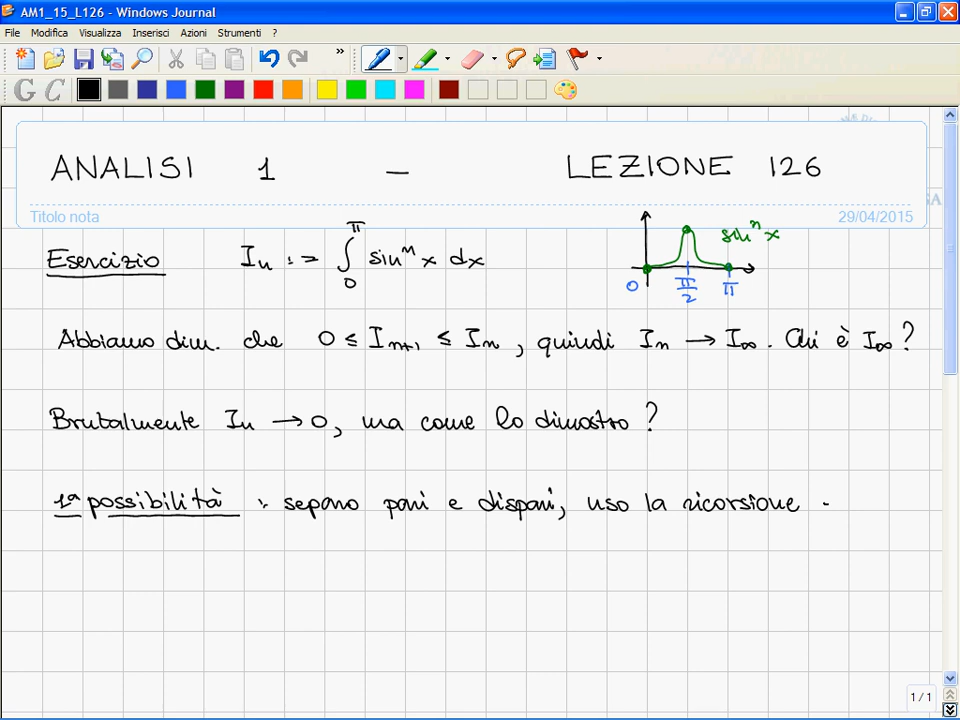 AM1_15_L126 - Windows Journal
File Modifica Visualizza Inserisci Azioni Strumenti ?
»
G C
ANALISI 1 — LEZIONE 126
Titolo nota 29/04/2015
Esercizio Iₙ := ∫₀^π sinⁿ x dx
sinⁿ x
0 π/2 π
Abbiamo dim. che 0 ≤ Iₙ₊₁ ≤ Iₙ, quindi Iₙ → I∞. Chi è I∞?
Brutalmente Iₙ → 0, ma come lo dimostro?
1ª possibilità : separo pari e dispari, uso la ricorsione -
1 / 1